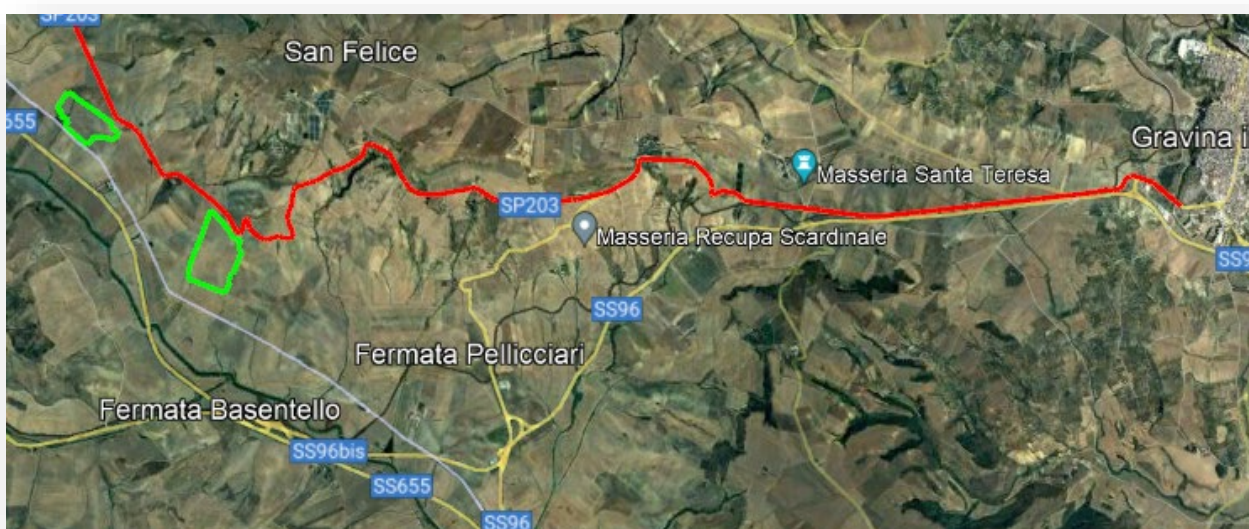 SP203
San Felice
655
Gravina i
Masseria Santa Teresa
SP203
Masseria Recupa Scardinale
SS9
SS96
Fermata Pellicciari
Fermata Basentello
SS96bis
SS655
SS96